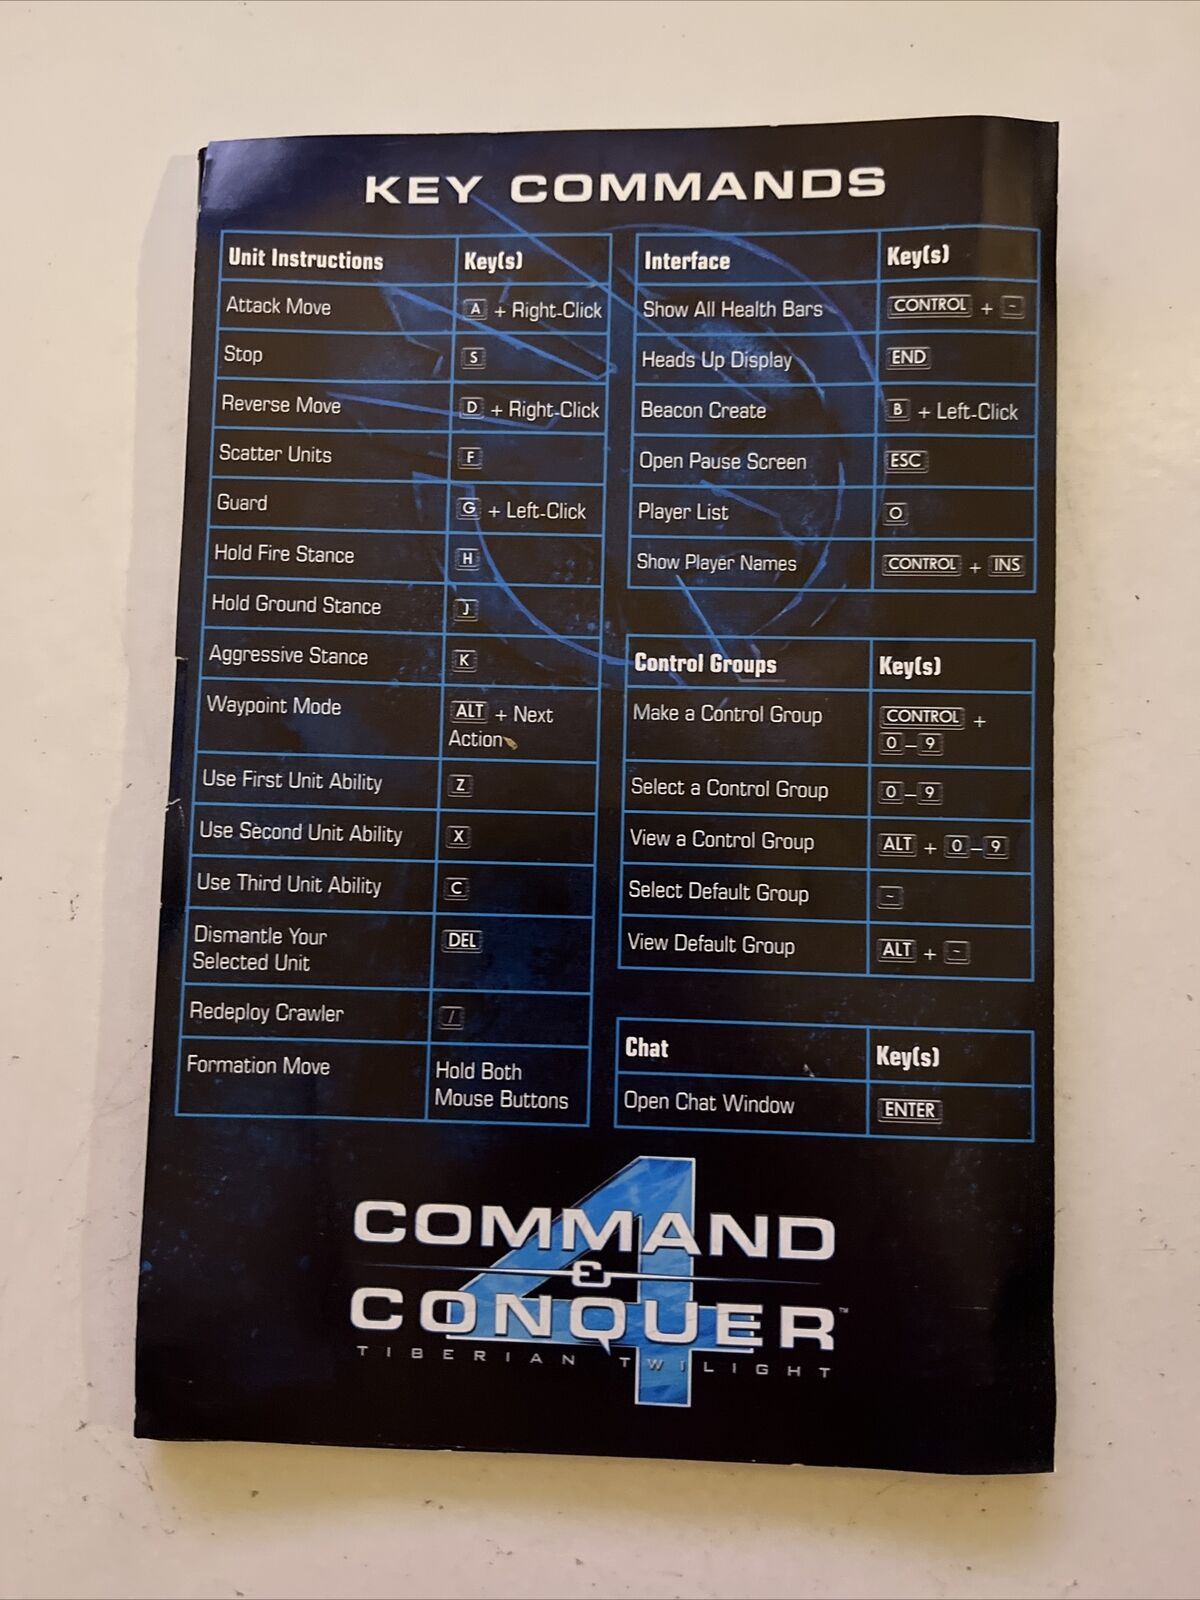 KEY COMMANDS
Unit Instructions Key(s)
Attack Move A + Right-Click
Stop S
Reverse Move D + Right-Click
Scatter Units F
Guard G + Left-Click
Hold Fire Stance H
Hold Ground Stance J
Aggressive Stance K
Waypoint Mode ALT + Next
Action
Use First Unit Ability Z
Use Second Unit Ability X
Use Third Unit Ability C
Dismantle Your DEL
Selected Unit
Redeploy Crawler /
Formation Move Hold Both
Mouse Buttons
Interface Key(s)
Show All Health Bars CONTROL + ~
Heads Up Display END
Beacon Create B + Left-Click
Open Pause Screen ESC
Player List O
Show Player Names CONTROL + INS
Control Groups Key(s)
Make a Control Group CONTROL +
0–9
Select a Control Group 0–9
View a Control Group ALT + 0–9
Select Default Group ~
View Default Group ALT + ~
Chat Key(s)
Open Chat Window ENTER
COMMAND
&
CONQUER™
4
TIBERIAN TWILIGHT